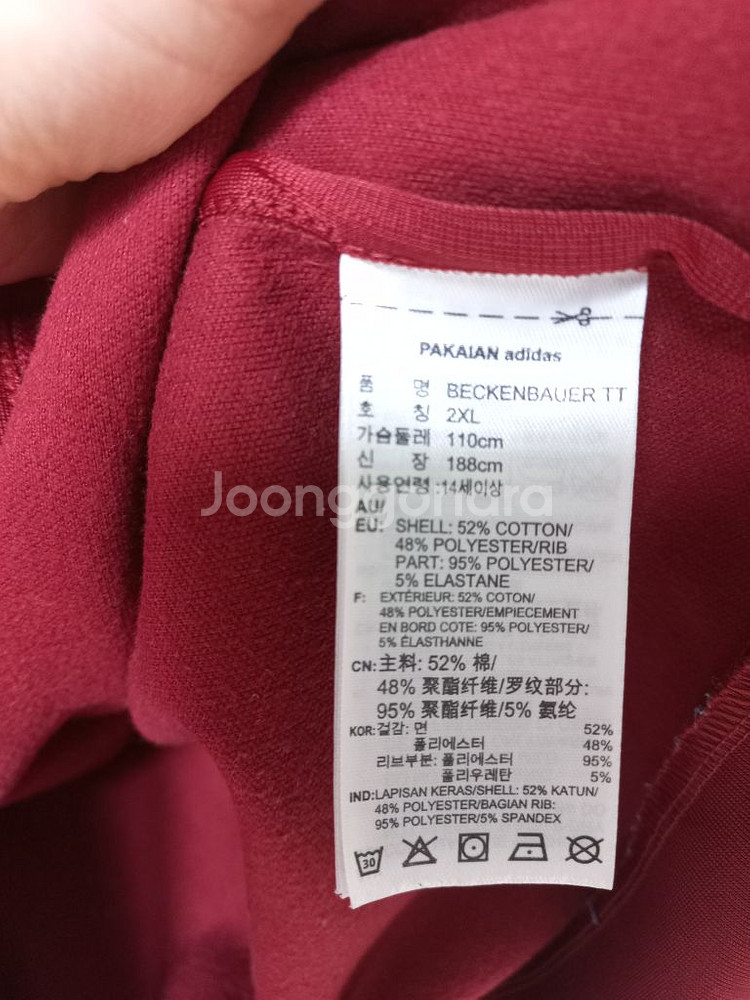 PAKAIAN adidas
품 명 BECKENBAUER TT
호 칭 2XL
가슴둘레 110cm
신 장 188cm
사용연령 :14세이상
Joonggonara
AU/
EU: SHELL: 52% COTTON/
48% POLYESTER/RIB
PART: 95% POLYESTER/
5% ELASTANE
F: EXTÉRIEUR: 52% COTON/
48% POLYESTER/EMPIECEMENT
EN BORD COTE: 95% POLYESTER/
5% ÉLASTHANNE
CN: 主料: 52% 棉/
48% 聚酯纤维/罗纹部分:
95% 聚酯纤维/5% 氨纶
KOR: 겉감: 면 52%
폴리에스터 48%
리브부분: 폴리에스터 95%
폴리우레탄 5%
IND: LAPISAN KERAS/SHELL: 52% KATUN/
48% POLYESTER/BAGIAN RIB:
95% POLYESTER/5% SPANDEX
30